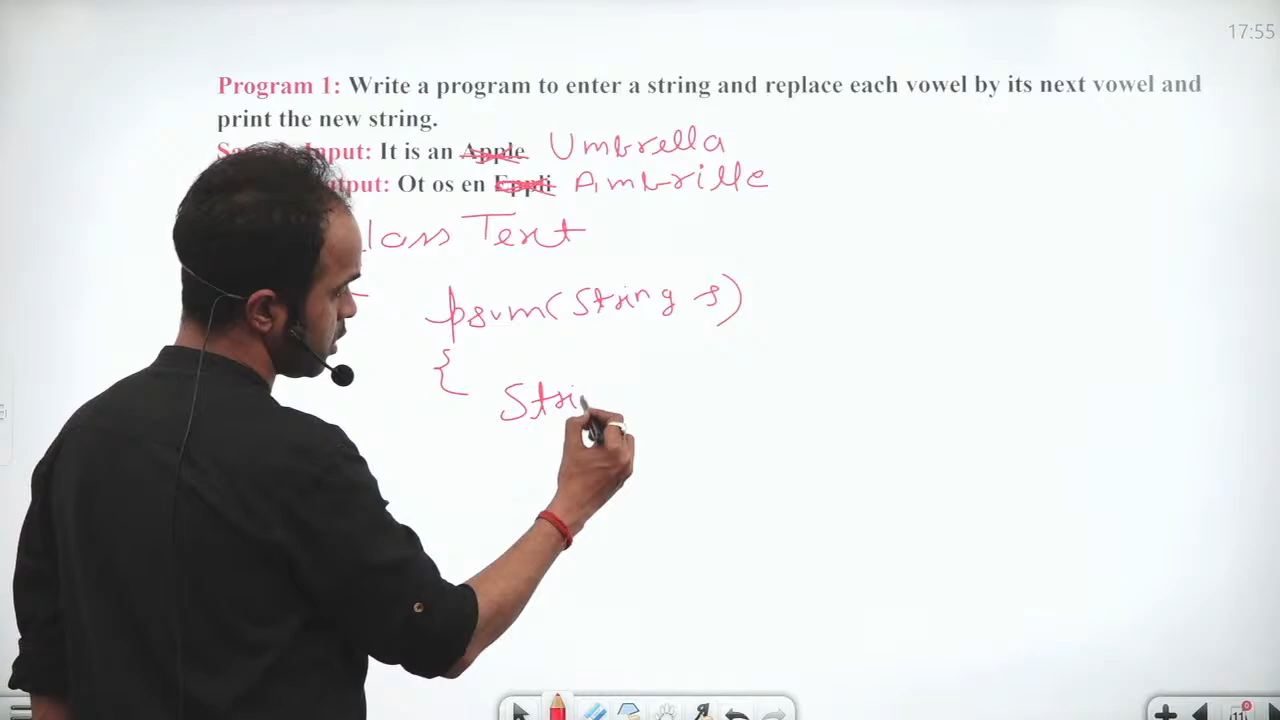 17:55
Program 1: Write a program to enter a string and replace each vowel by its next vowel and
print the new string.
Input: It is an Apple Umbrella
put: Ot os en Eppli Ambrille
lass Text
psvm(String s)
{
Stri